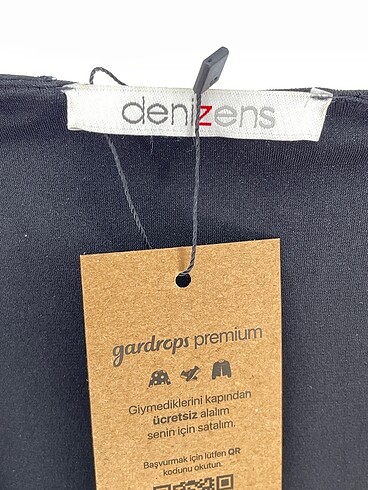 denizens
gardrops premium
Giymediklerini kapından
ücretsiz alalım
senin için satalım.
Başvurmak için lütfen QR
kodunu okutun.